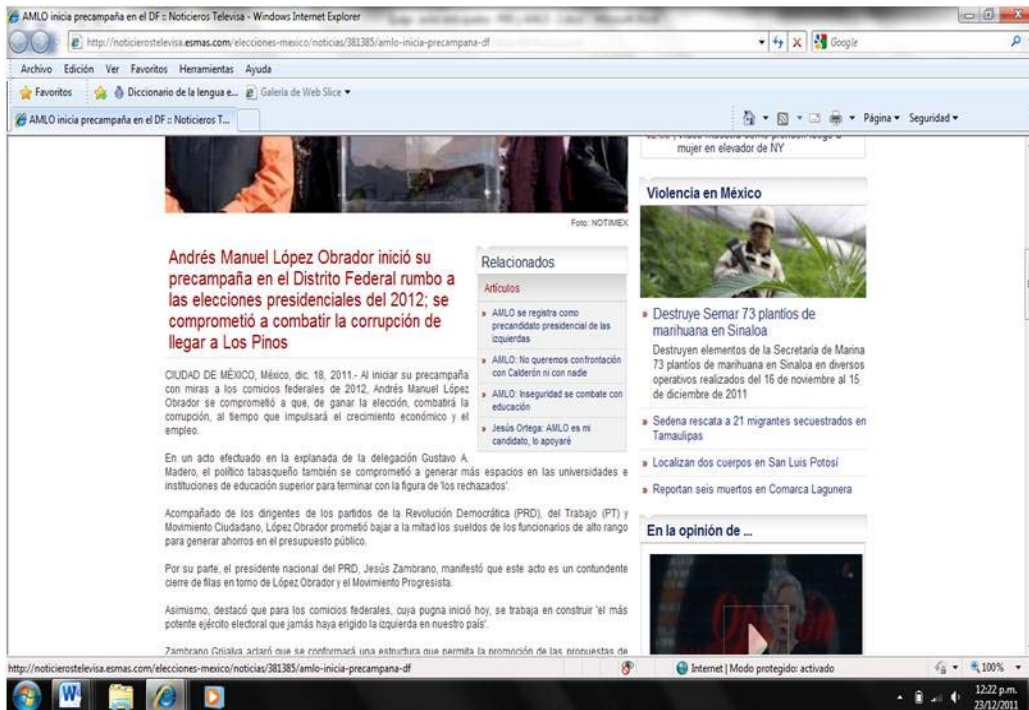 AMLO inicia precampaña en el DF :: Noticieros Televisa - Windows Internet Explorer
http://noticierostelevisa.esmas.com/elecciones-mexico/noticias/381385/amlo-inicia-precampana-df
Google
Archivo Edición Ver Favoritos Herramientas Ayuda
Favoritos Diccionario de la lengua e... Galería de Web Slice
AMLO inicia precampaña en el DF :: Noticieros T...
Página Seguridad
mujer en elevador de NY
Foto: NOTIMEX
Andrés Manuel López Obrador inició su
precampaña en el Distrito Federal rumbo a
las elecciones presidenciales del 2012; se
comprometió a combatir la corrupción de
llegar a Los Pinos
CIUDAD DE MÉXICO, México, dic. 18, 2011.- Al iniciar su precampaña
con miras a los comicios federales de 2012, Andrés Manuel López
Obrador se comprometió a que, de ganar la elección, combatirá la
corrupción, al tiempo que impulsará el crecimiento económico y el
empleo.
En un acto efectuado en la explanada de la delegación Gustavo A.
Madero, el político tabasqueño también se comprometió a generar más espacios en las universidades e
instituciones de educación superior para terminar con la figura de 'los rechazados'.
Acompañado de los dirigentes de los partidos de la Revolución Democrática (PRD), del Trabajo (PT) y
Movimiento Ciudadano, López Obrador prometió bajar a la mitad los sueldos de los funcionarios de alto rango
para generar ahorros en el presupuesto público.
Por su parte, el presidente nacional del PRD, Jesús Zambrano, manifestó que este acto es un contundente
cierre de filas en torno de López Obrador y el Movimiento Progresista.
Asimismo, destacó que para los comicios federales, cuya pugna inició hoy, se trabaja en construir 'el más
potente ejército electoral que jamás haya erigido la izquierda en nuestro país'.
Zambrano Grijalva aclaró que se conformará una estructura que permita la promoción de las propuestas de
Relacionados
Artículos
» AMLO se registra como
precandidato presidencial de las
izquierdas
» AMLO: No queremos confrontación
con Calderón ni con nadie
» AMLO: Inseguridad se combate con
educación
» Jesús Ortega: AMLO es mi
candidato, lo apoyaré
Violencia en México
» Destruye Semar 73 plantíos de
marihuana en Sinaloa
Destruyen elementos de la Secretaría de Marina
73 plantíos de marihuana en Sinaloa en diversos
operativos realizados del 16 de noviembre al 15
de diciembre de 2011
» Sedena rescata a 21 migrantes secuestrados en
Tamaulipas
» Localizan dos cuerpos en San Luis Potosí
» Reportan seis muertos en Comarca Lagunera
En la opinión de ...
http://noticierostelevisa.esmas.com/elecciones-mexico/noticias/381385/amlo-inicia-precampana-df
Internet | Modo protegido: activado
100%
12:22 p.m.
23/12/2011